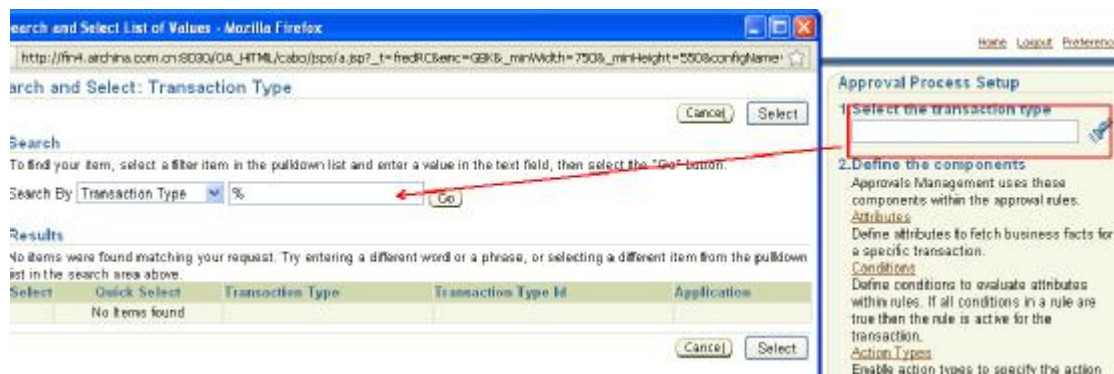 earch and Select List of Values - Mozilla Firefox
http://fin4.airchina.com.cn:8030/OA_HTML/cabo/jsps/a.jsp?_t=fredRC&enc=GBK&_minWidth=750&_minHeight=550&configName
arch and Select: Transaction Type
Cancel Select
Search
To find your item, select a filter item in the pulldown list and enter a value in the text field, then select the "Go" button.
Search By Transaction Type % Go
Results
No items were found matching your request. Try entering a different word or a phrase, or selecting a different item from the pulldown
list in the search area above.
Select Quick Select Transaction Type Transaction Type Id Application
No items found
Cancel Select
Home Logout Preferenc
Approval Process Setup
1.Select the transaction type
2.Define the components
Approvals Management uses these
components within the approval rules.
Attributes
Define attributes to fetch business facts for
a specific transaction.
Conditions
Define conditions to evaluate attributes
within rules. If all conditions in a rule are
true then the rule is active for the
transaction.
Action Types
Enable action types to specify the action